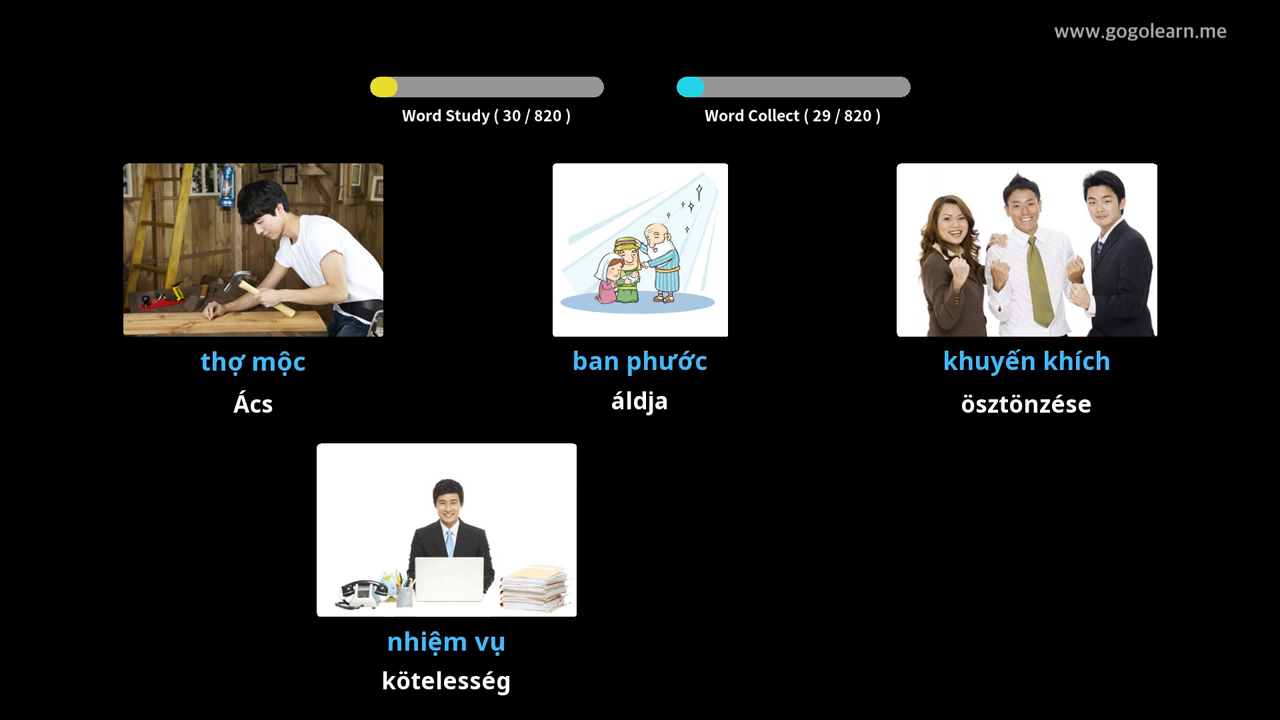 www.gogolearn.me
Word Study ( 30 / 820 )
Word Collect ( 29 / 820 )
thợ mộc
Ács
ban phước
áldja
khuyến khích
ösztönzése
nhiệm vụ
kötelesség